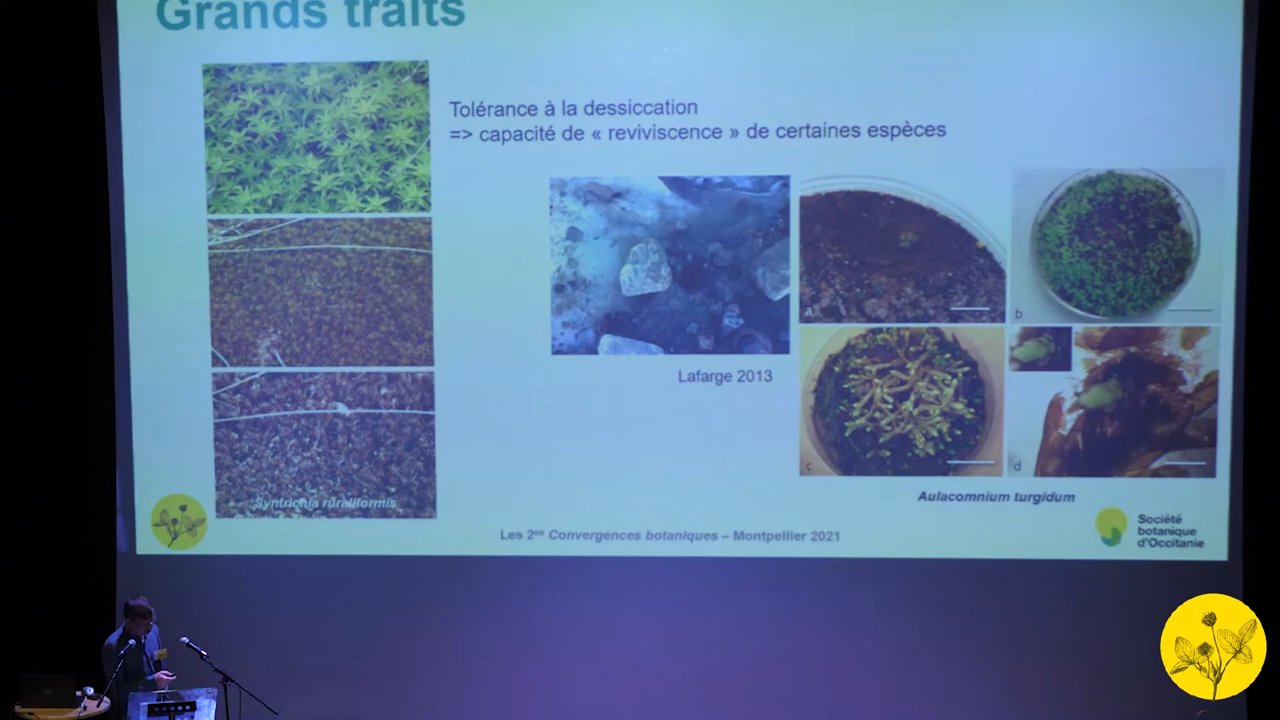 Grands traits
Tolérance à la dessiccation
=> capacité de « reviviscence » de certaines espèces
Lafarge 2013
a
b
c
d
Syntrichia ruraliformis
Aulacomnium turgidum
Les 2es Convergences botaniques – Montpellier 2021
Société
botanique
d'Occitanie